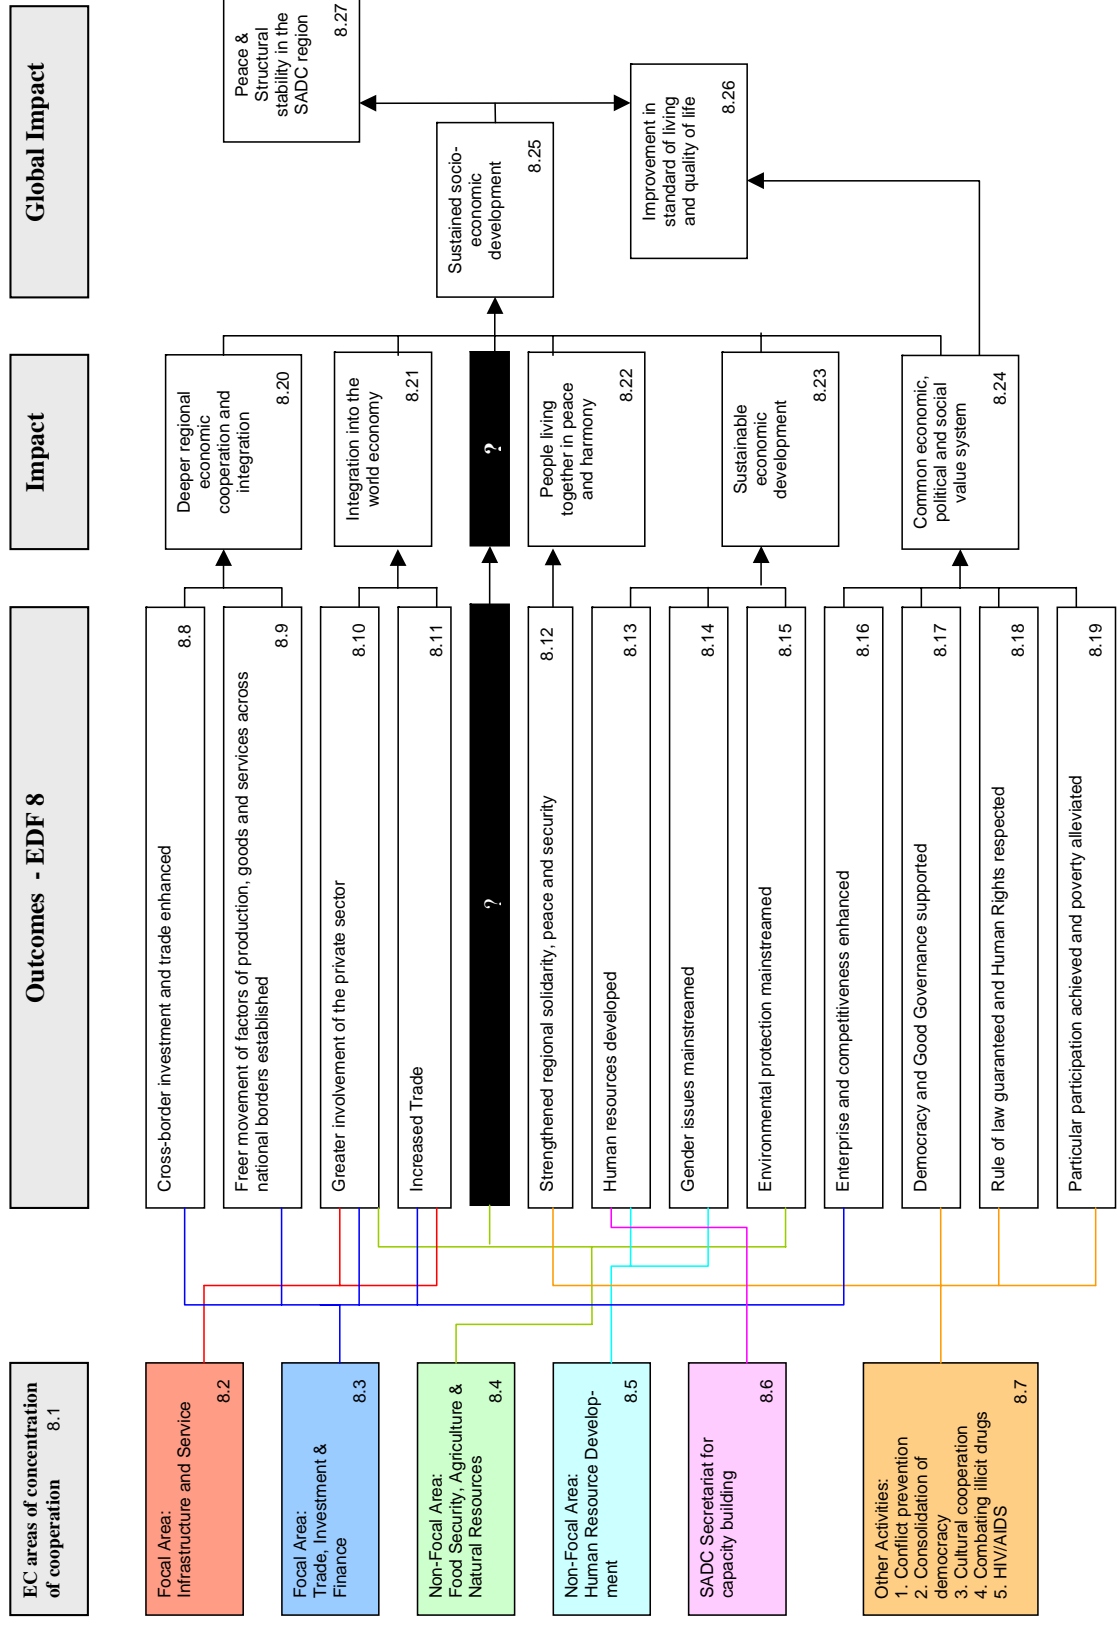 EC areas of concentration
of cooperation 8.1
Outcomes - EDF 8
Impact
Global Impact
Focal Area:
Infrastructure and Service
8.2
Focal Area:
Trade, Investment &
Finance
8.3
Non-Focal Area:
Food Security, Agriculture &
Natural Resources
8.4
Non-Focal Area:
Human Resource Develop-
ment
8.5
SADC Secretariat for
capacity building
8.6
Other Activities:
1. Conflict prevention
2. Consolidation of
democracy
3. Cultural cooperation
4. Combating illicit drugs
5. HIV/AIDS
8.7
Cross-border investment and trade enhanced
8.8
Freer movement of factors of production, goods and services across
national borders established
8.9
Greater involvement of the private sector
8.10
Increased Trade
8.11
?
Strengthened regional solidarity, peace and security
8.12
Human resources developed
8.13
Gender issues mainstreamed
8.14
Environmental protection mainstreamed
8.15
Enterprise and competitiveness enhanced
8.16
Democracy and Good Governance supported
8.17
Rule of law guaranteed and Human Rights respected
8.18
Particular participation achieved and poverty alleviated
8.19
Deeper regional
economic
cooperation and
integration
8.20
Integration into the
world economy
8.21
?
People living
together in peace
and harmony
8.22
Sustainable
economic
development
8.23
Common economic,
political and social
value system
8.24
Sustained socio-
economic
development
8.25
Improvement in
standard of living
and quality of life
8.26
Peace &
Structural
stability in the
SADC region
8.27